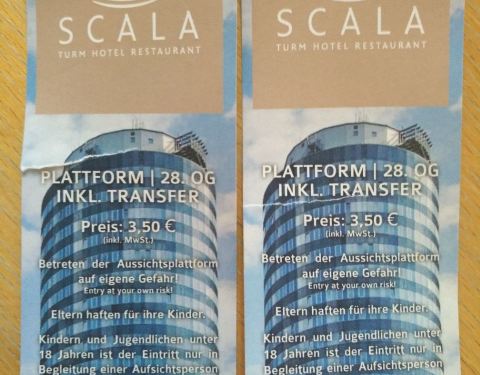 SCALA
TURM HOTEL RESTAURANT
PLATTFORM | 28. OG
INKL. TRANSFER
Preis: 3,50 €
(inkl. MwSt.)
Betreten der Aussichtsplattform
auf eigene Gefahr!
Entry at your own risk!
Eltern haften für ihre Kinder.
Kindern und Jugendlichen unter
18 Jahren ist der Eintritt nur in
Begleitung einer Aufsichtsperson
SCALA
TURM HOTEL RESTAURANT
PLATTFORM | 28. OG
INKL. TRANSFER
Preis: 3,50 €
(inkl. MwSt.)
Betreten der Aussichtsplattform
auf eigene Gefahr!
Entry at your own risk!
Eltern haften für ihre Kinder.
Kindern und Jugendlichen unter
18 Jahren ist der Eintritt nur in
Begleitung einer Aufsichtsperson